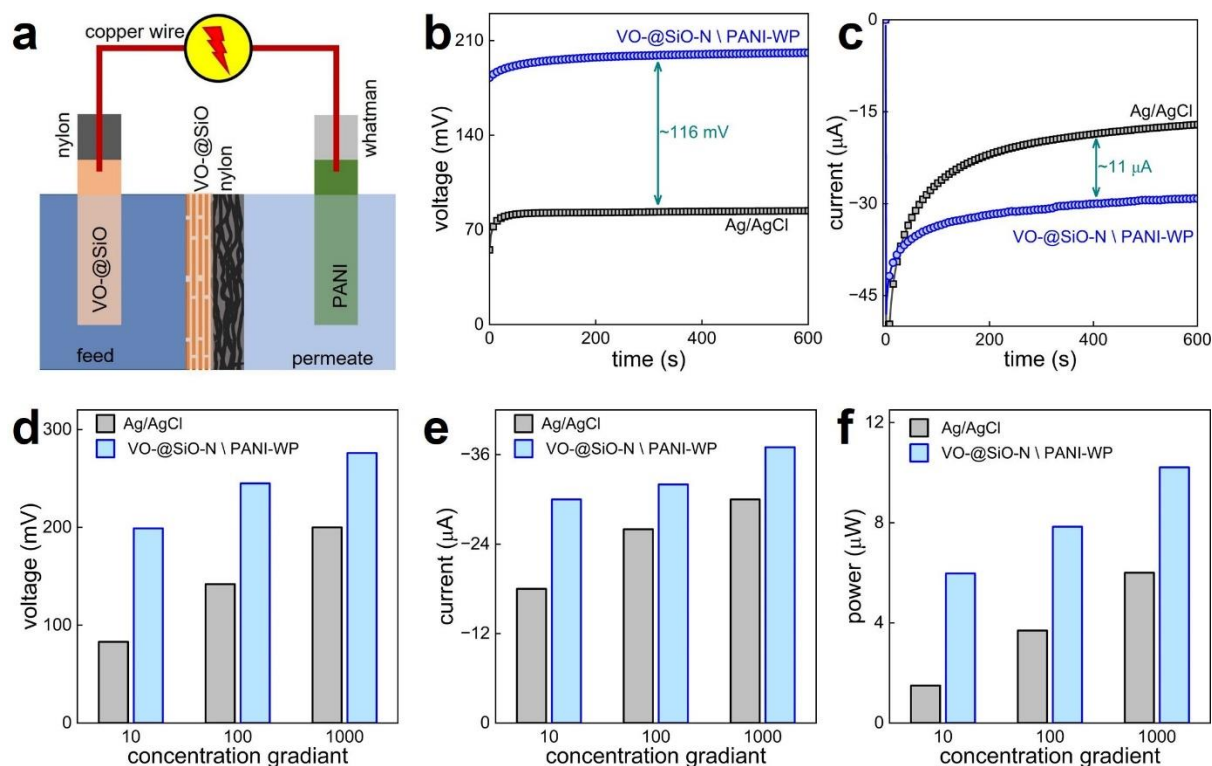 a
copper wire
nylon
VO-@SiO
nylon
whatman
VO-@SiO
PANI
feed
permeate
b
voltage (mV)
210
140
70
0
VO-@SiO-N \ PANI-WP
~116 mV
Ag/AgCl
0
200
400
600
time (s)
c
current (μA)
0
−15
−30
−45
Ag/AgCl
~11 μA
VO-@SiO-N \ PANI-WP
200
400
600
time (s)
d
voltage (mV)
300
200
100
0
Ag/AgCl
VO-@SiO-N \ PANI-WP
10
100
1000
concentration gradiant
e
current (μA)
−36
−24
−12
0
Ag/AgCl
VO-@SiO-N \ PANI-WP
10
100
1000
concentration gradiant
f
power (μW)
12
8
4
0
Ag/AgCl
VO-@SiO-N \ PANI-WP
10
100
1000
concentration gradient